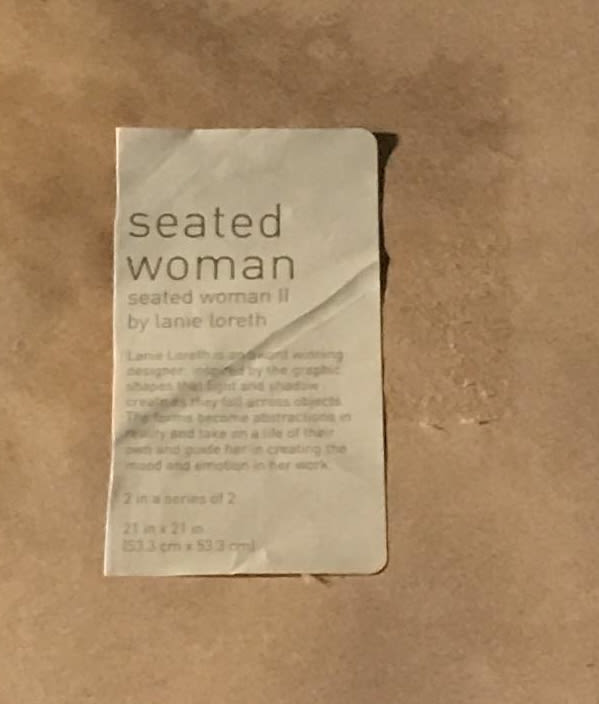 seated
woman
seated woman II
by lanie loreth
Lanie Loreth is an award winning
designer, inspired by the graphic
shapes that light and shadow
create as they fall across objects.
The forms become abstractions in
reality and take on a life of their
own and guide her in creating the
mood and emotion in her work.
2 in a series of 2
21 in x 21 in
(53.3 cm x 53.3 cm)